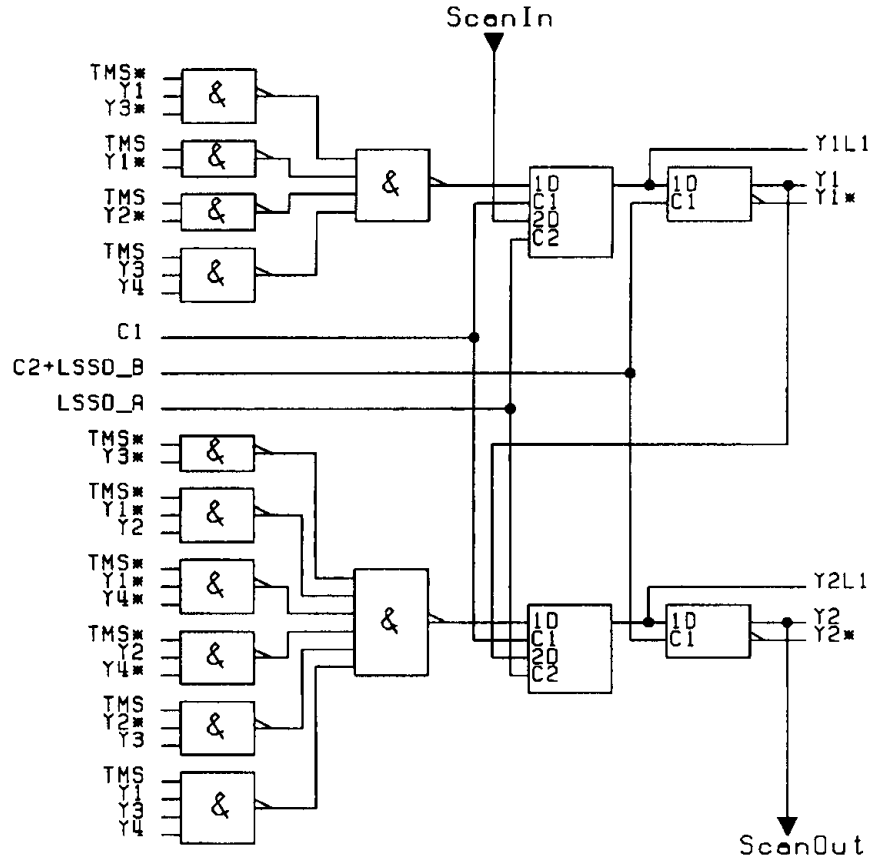 ScanIn
TMS*
Y1
Y3*
&
TMS
Y1*
&
TMS
Y2*
&
TMS
Y3
Y4
&
&
1D
C1
2D
C2
1D
C1
Y1L1
Y1
Y1*
C1
C2+LSSD_B
LSSD_A
TMS*
Y3*
&
TMS*
Y1*
Y2
&
TMS*
Y1*
Y4*
&
TMS*
Y2
Y4*
&
TMS
Y2*
Y3
&
TMS
Y1
Y3
Y4
&
&
1D
C1
2D
C2
1D
C1
Y2L1
Y2
Y2*
ScanOut